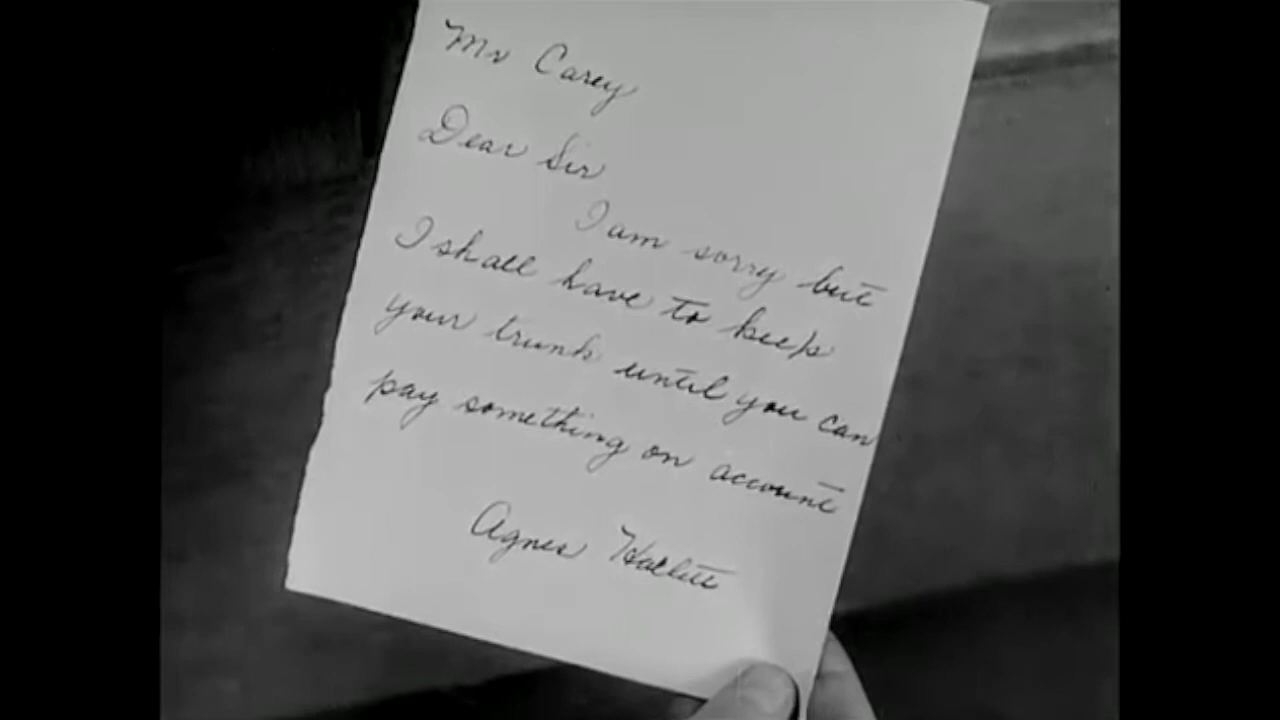 Mr Carey
Dear Sir
I am sorry but
I shall have to keep
your trunk until you can
pay something on account
Agnes Hallett